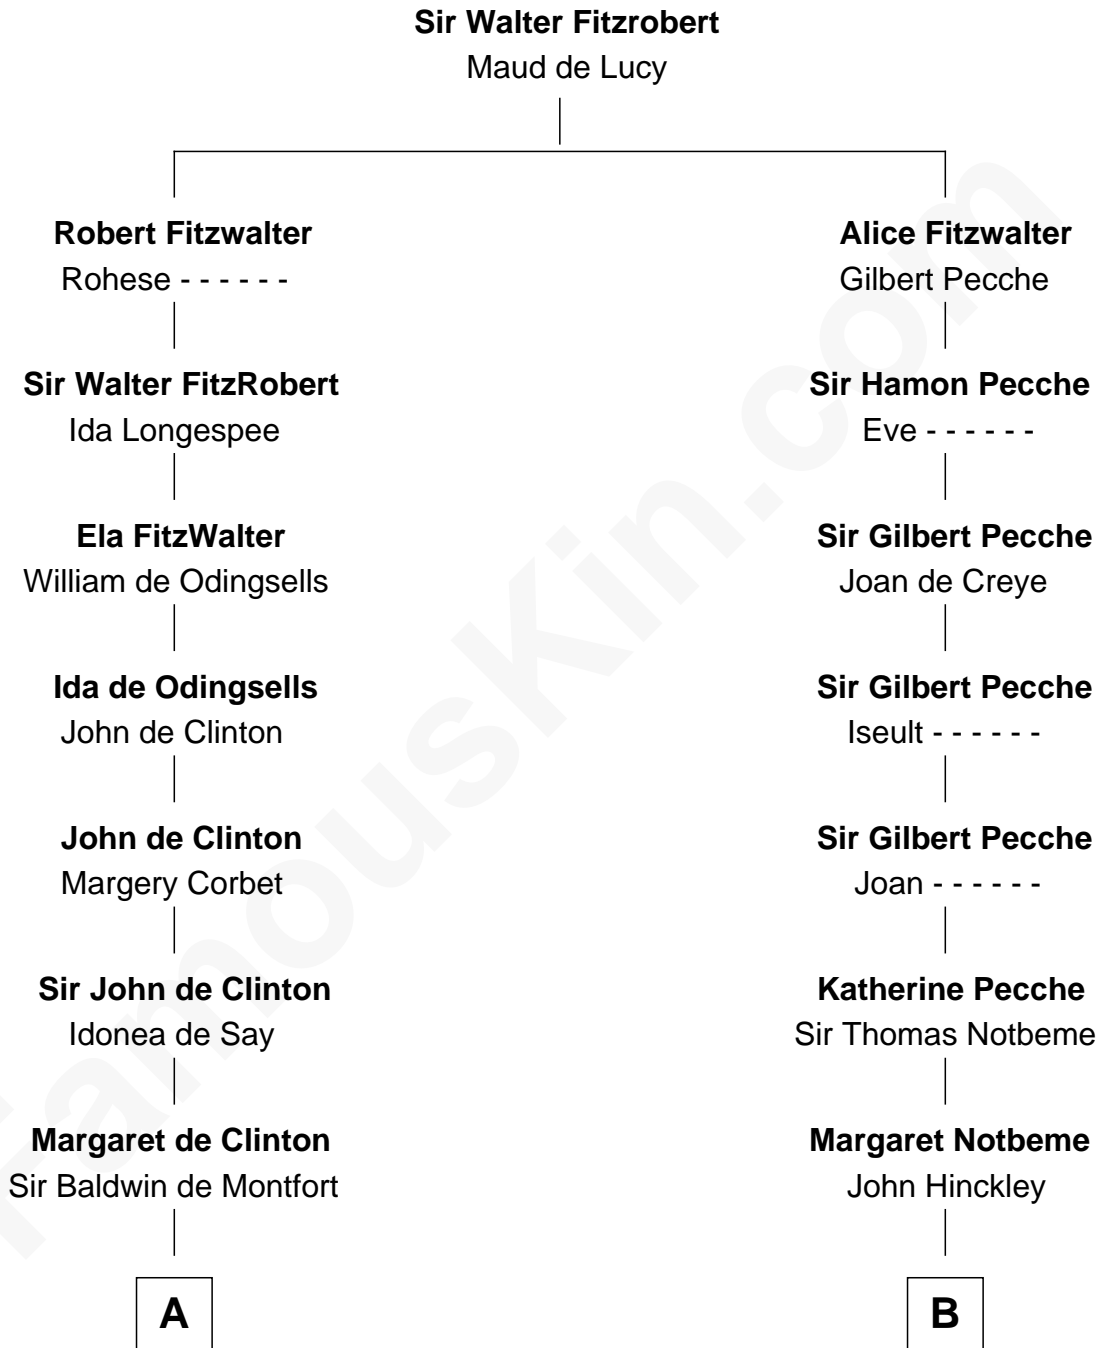 Sir Walter Fitzrobert
Maud de Lucy
Robert Fitzwalter
Rohese - - - - - -
Alice Fitzwalter
Gilbert Pecche
Sir Walter FitzRobert
Ida Longespee
Sir Hamon Pecche
Eve - - - - - -
Ela FitzWalter
William de Odingsells
Sir Gilbert Pecche
Joan de Creye
Ida de Odingsells
John de Clinton
Sir Gilbert Pecche
Iseult - - - - - -
John de Clinton
Margery Corbet
Sir Gilbert Pecche
Joan - - - - - -
Sir John de Clinton
Idonea de Say
Katherine Pecche
Sir Thomas Notbeme
Margaret de Clinton
Sir Baldwin de Montfort
Margaret Notbeme
John Hinckley
A
B
FamousKin.com